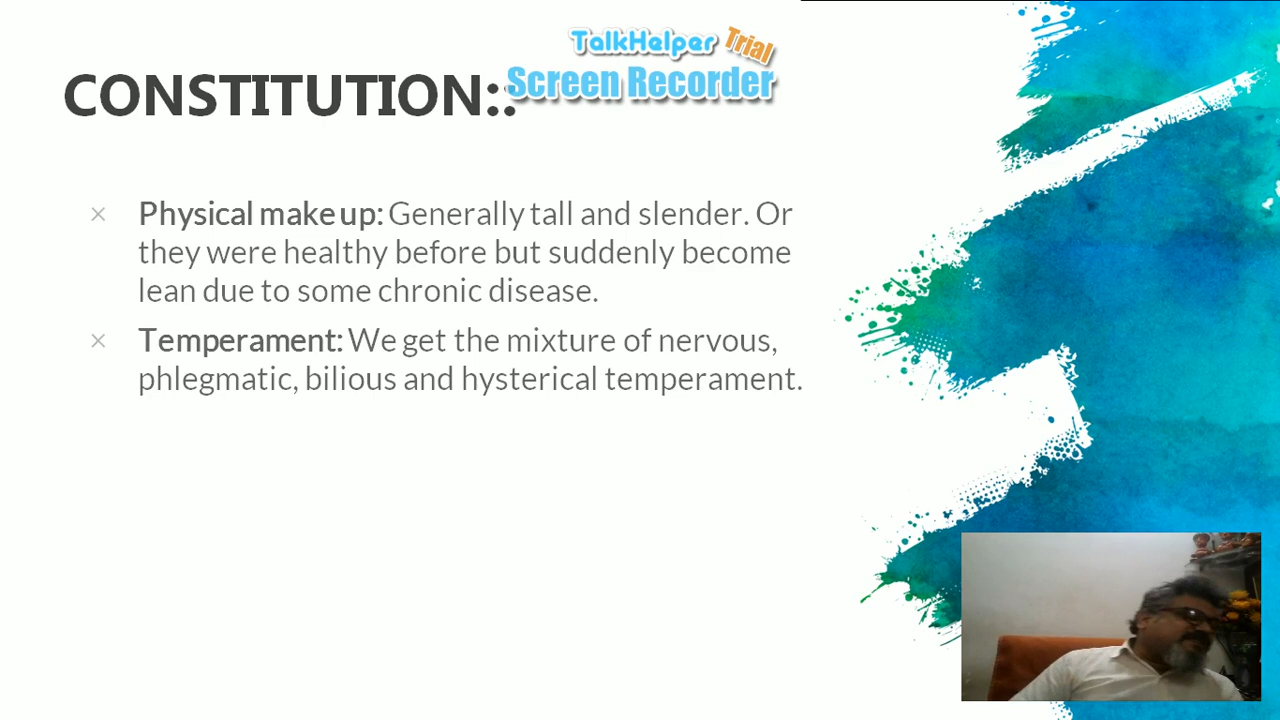 TalkHelper Trial
Screen Recorder
CONSTITUTION::
× Physical make up: Generally tall and slender. Or
they were healthy before but suddenly become
lean due to some chronic disease.
× Temperament: We get the mixture of nervous,
phlegmatic, bilious and hysterical temperament.